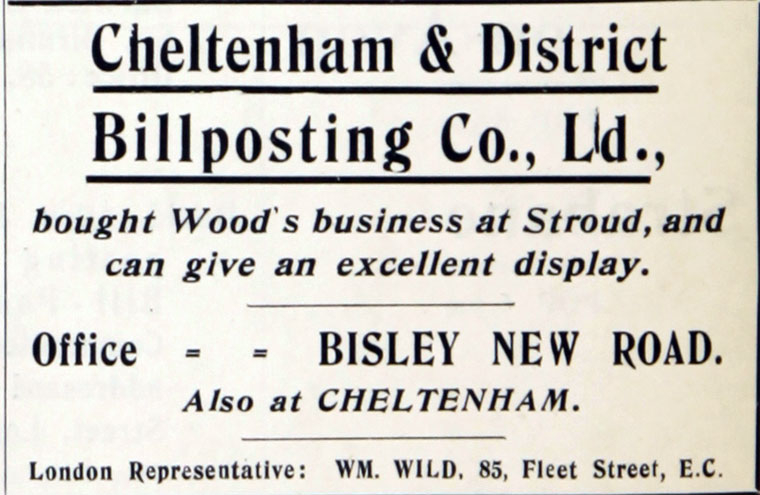 Cheltenham & District
Billposting Co., Ld.,
bought Wood's business at Stroud, and
can give an excellent display.
Office = = BISLEY NEW ROAD.
Also at CHELTENHAM.
London Representative: WM. WILD, 85, Fleet Street, E.C.